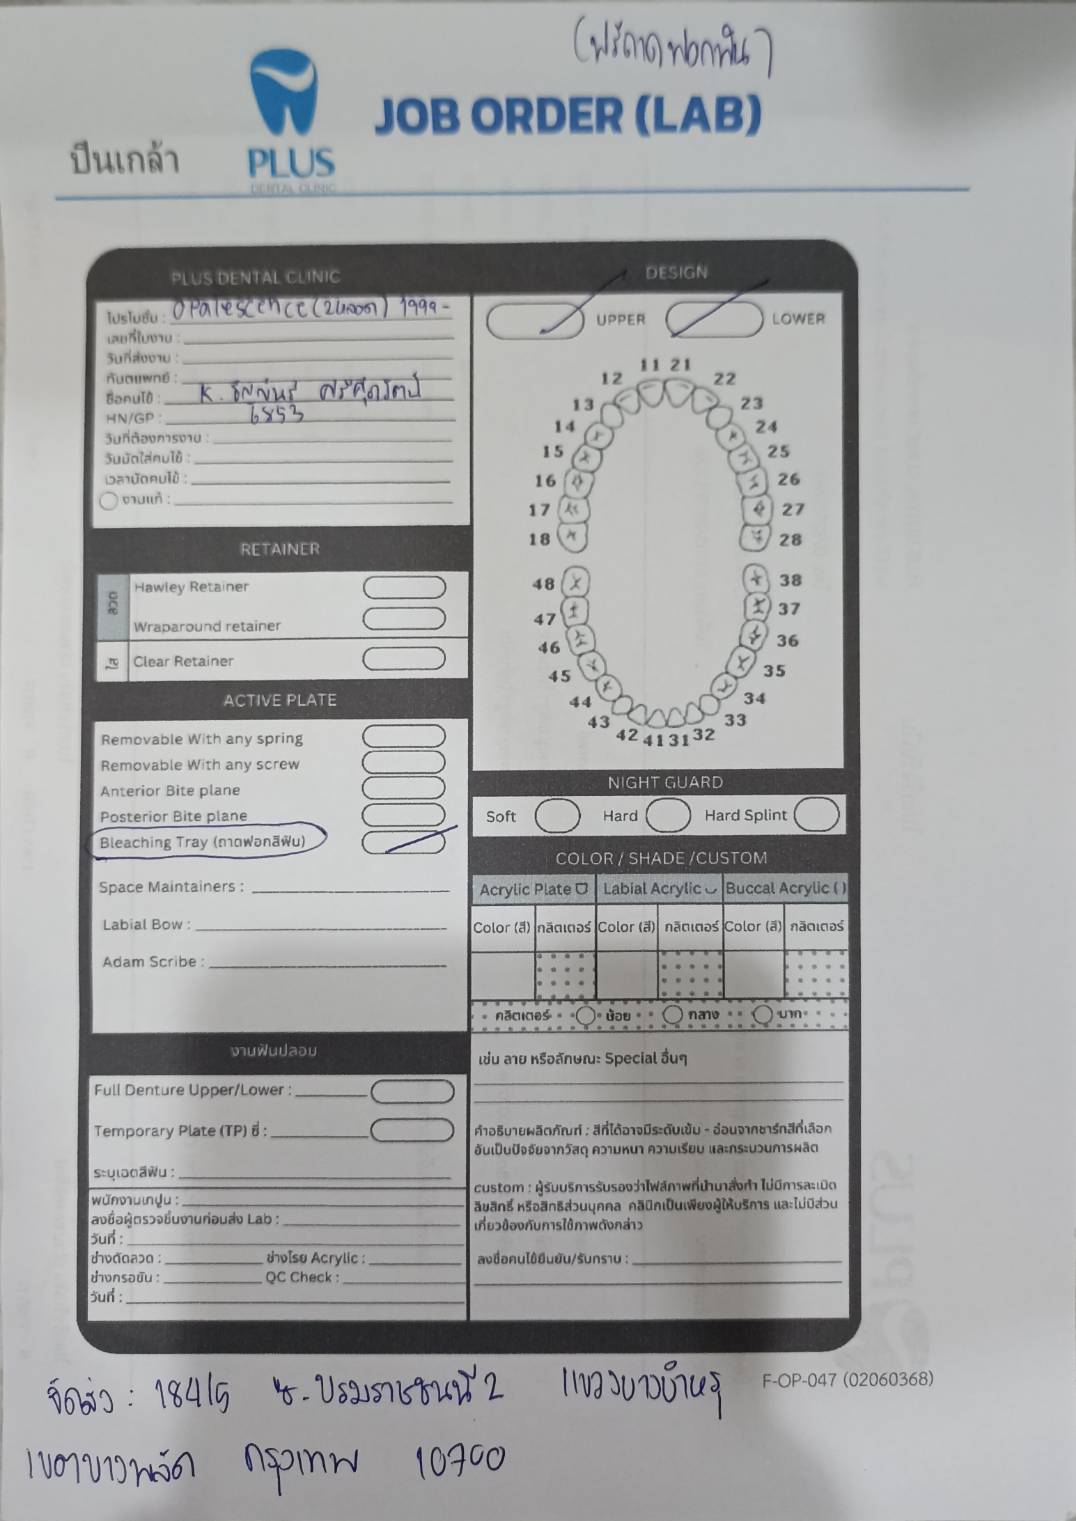 (ฟรีถาดฟอกฟัน)
JOB ORDER (LAB)
ปิ่นเกล้า
PLUS
DENTAL CLINIC
PLUS DENTAL CLINIC
โปรโมชั่น : Opalescence (2หลอด) 1999-
เลขที่ใบงาน :
วันที่ส่งงาน :
ทันตแพทย์ :
ชื่อคนไข้ : K.
HN/GP : 6853
วันที่ต้องการงาน :
วันนัดใส่คนไข้ :
เวลานัดคนไข้ :
งานแก้ :
DESIGN
UPPER
LOWER
11 21
12 22
13 23
14 24
15 25
16 26
17 27
18 28
48 38
47 37
46 36
45 35
44 34
43 33
42 41 31 32
RETAINER
ลวด
Hawley Retainer
Wraparound retainer
ใส
Clear Retainer
ACTIVE PLATE
Removable With any spring
Removable With any screw
Anterior Bite plane
Posterior Bite plane
Bleaching Tray (ถาดฟอกสีฟัน)
Space Maintainers :
Labial Bow :
Adam Scribe :
NIGHT GUARD
Soft Hard Hard Splint
COLOR / SHADE /CUSTOM
Acrylic Plate Labial Acrylic Buccal Acrylic ( )
Color (สี) กลิตเตอร์ Color (สี) กลิตเตอร์ Color (สี) กลิตเตอร์
กลิตเตอร์ น้อย กลาง มาก
เช่น ลาย หรือลักษณะ Special อื่นๆ
งานฟันปลอม
Full Denture Upper/Lower :
Temporary Plate (TP) ซี่ :
ระบุเฉดสีฟัน :
พนักงานเทปูน :
ลงชื่อผู้ตรวจชิ้นงานก่อนส่ง Lab :
วันที่ :
ช่างดัดลวด : ช่างโรย Acrylic :
ช่างกรอขัน : QC Check :
วันที่ :
คำอธิบายผลิตภัณฑ์ : สีที่ได้อาจมีระดับเข้ม - อ่อนจากชาร์ทสีที่เลือก
อันเป็นปัจจัยจากวัสดุ ความหนา ความเรียบ และกระบวนการผลิต
custom : ผู้รับบริการรับรองว่าไฟล์ภาพที่นำมาสั่งทำ ไม่มีการละเมิด
ลิขสิทธิ์ หรือสิทธิส่วนบุคคล คลินิกเป็นเพียงผู้ให้บริการ และไม่มีส่วน
เกี่ยวข้องกับการใช้ภาพดังกล่าว
ลงชื่อคนไข้ยืนยัน/รับทราบ :
F-OP-047 (02060368)
จัดส่ง : 184/5 ซ. บรมราชชนนี 2 แขวงบางบำหรุ
เขตบางพลัด กรุงเทพ 10700